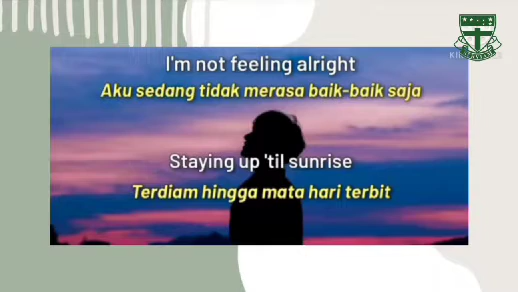 I'm not feeling alright
Aku sedang tidak merasa baik-baik saja
Staying up 'til sunrise
Terdiam hingga mata hari terbit